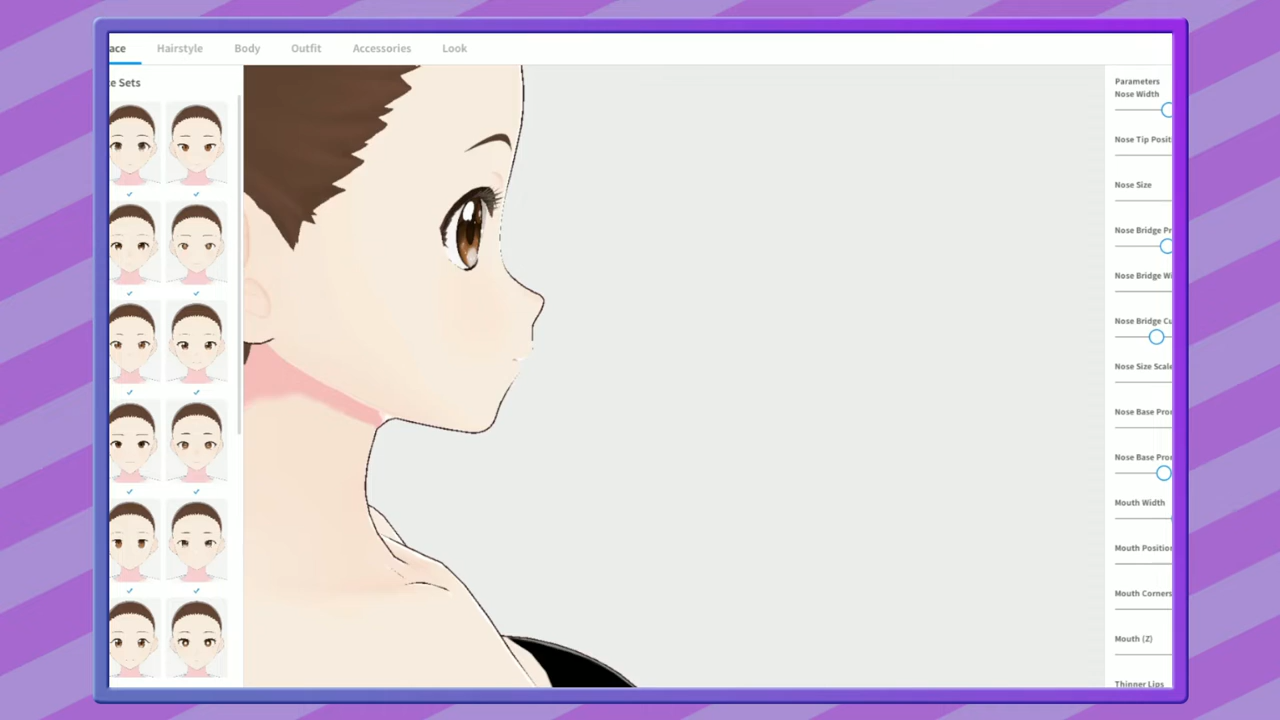 ace Hairstyle Body Outfit Accessories Look
e Sets
Parameters
Nose Width
Nose Tip Posit
Nose Size
Nose Bridge Pr
Nose Bridge Wi
Nose Bridge Cu
Nose Size Scale
Nose Base Pro
Nose Base Pro
Mouth Width
Mouth Position
Mouth Corners
Mouth (Z)
Thinner Lips